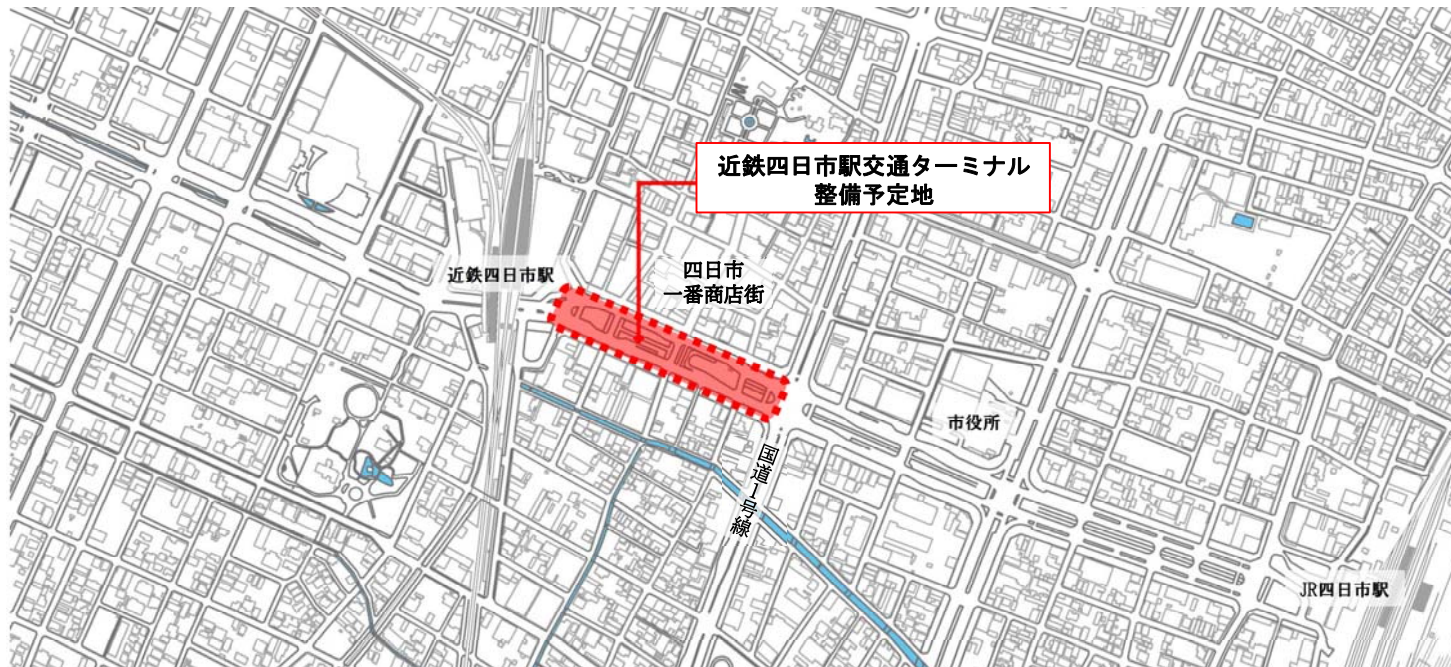 近鉄四日市駅交通ターミナル
整備予定地
近鉄四日市駅
四日市
一番商店街
市役所
国道1号線
JR四日市駅